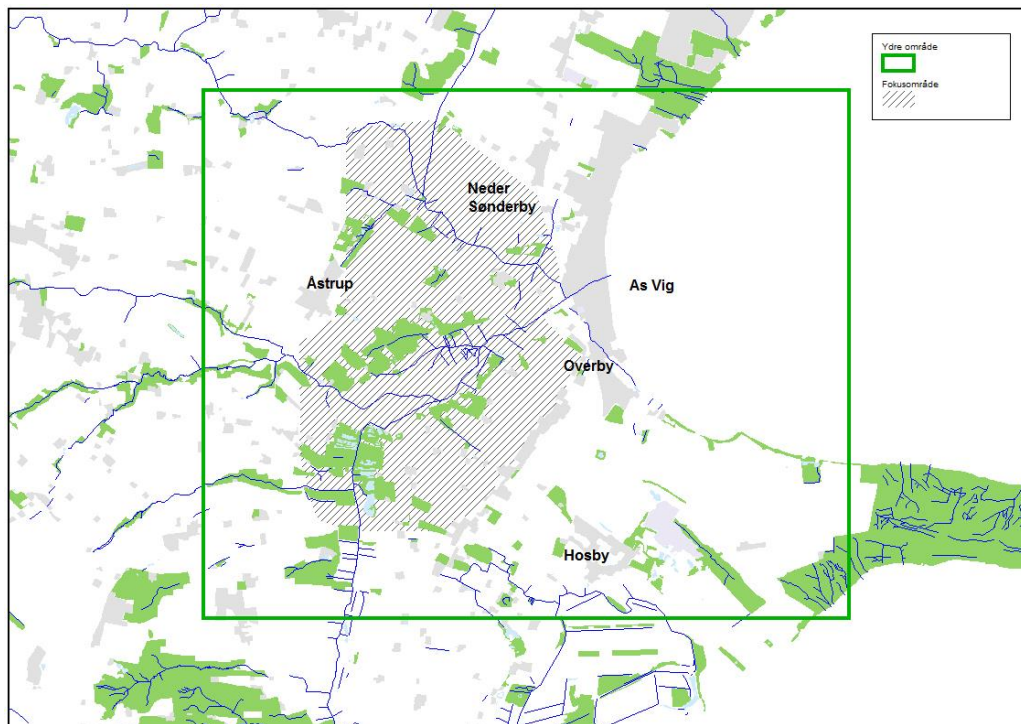 Ydre område
Fokusområde
Neder
Sønderby
Åstrup
As Vig
Overby
Hosby